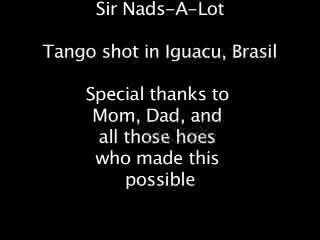 Sir Nads-A-Lot
Tango shot in Iguacu, Brasil
Special thanks to
Mom, Dad, and
all those hoes
who made this
possible